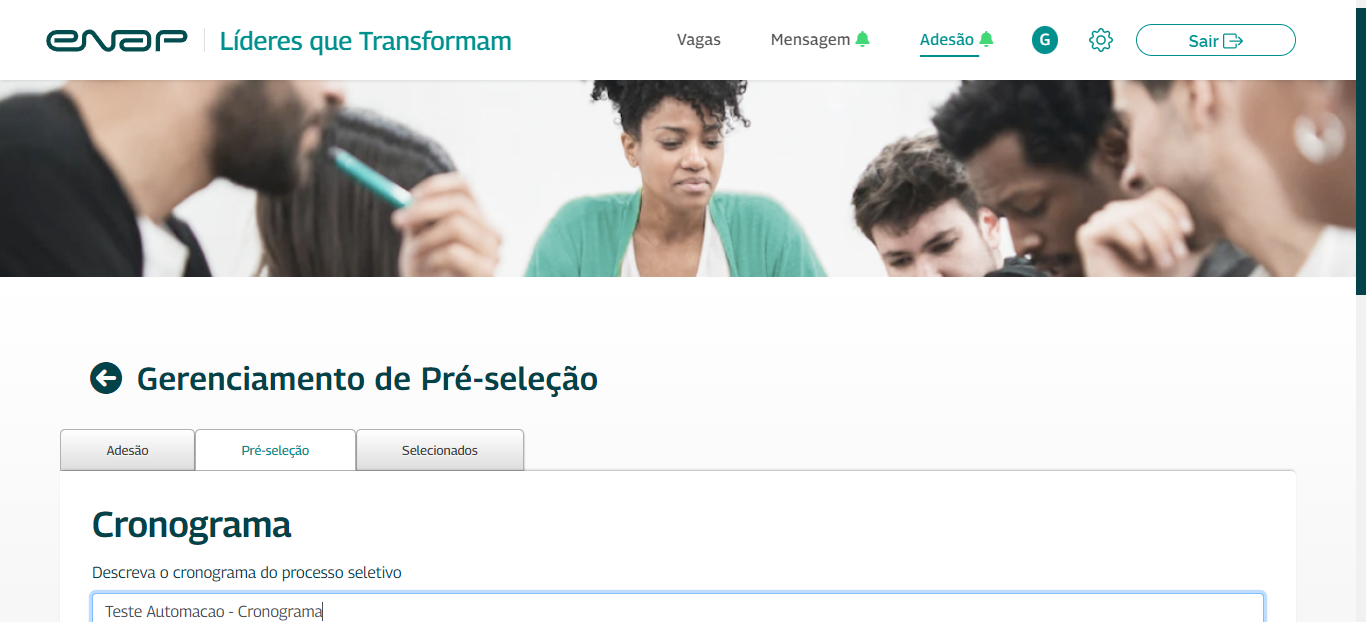 enap Líderes que Transformam Vagas Mensagem Adesão G Sair
Gerenciamento de Pré-seleção
Adesão Pré-seleção Selecionados
Cronograma
Descreva o cronograma do processo seletivo
Teste Automacao - Cronograma